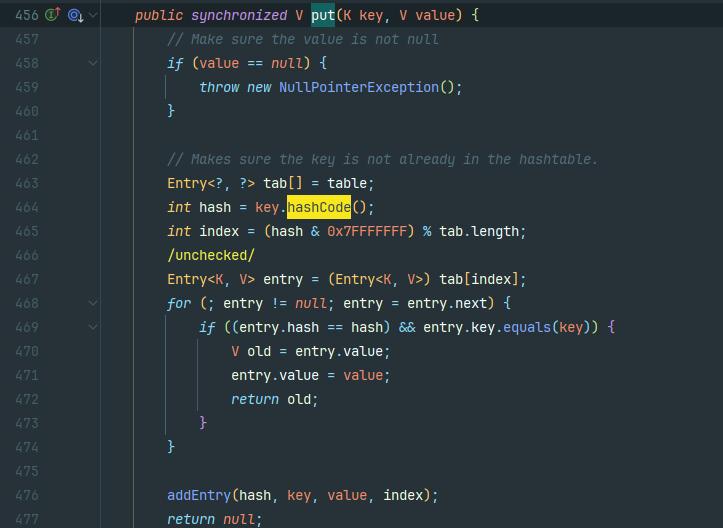 456 public synchronized V put(K key, V value) {
457 // Make sure the value is not null
458 if (value == null) {
459 throw new NullPointerException();
460 }
461
462 // Makes sure the key is not already in the hashtable.
463 Entry<?, ?> tab[] = table;
464 int hash = key.hashCode();
465 int index = (hash & 0x7FFFFFFF) % tab.length;
466 /unchecked/
467 Entry<K, V> entry = (Entry<K, V>) tab[index];
468 for (; entry != null; entry = entry.next) {
469 if ((entry.hash == hash) && entry.key.equals(key)) {
470 V old = entry.value;
471 entry.value = value;
472 return old;
473 }
474 }
475
476 addEntry(hash, key, value, index);
477 return null;